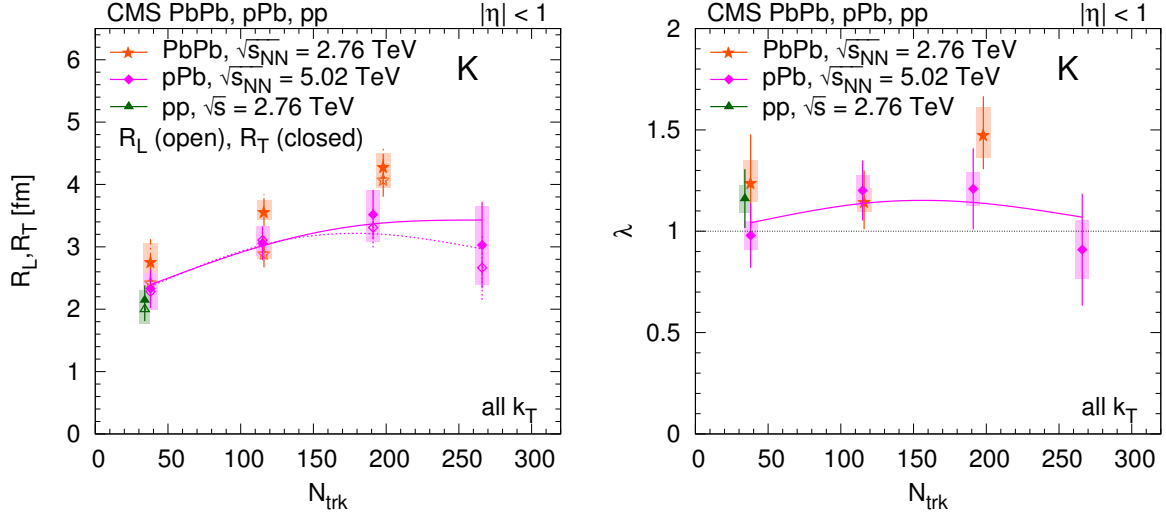 CMS PbPb, pPb, pp |η| < 1
PbPb, √sNN = 2.76 TeV
pPb, √sNN = 5.02 TeV
pp, √s = 2.76 TeV
RL (open), RT (closed)
K
RL,RT [fm]
6
5
4
3
2
1
0
all kT
0 50 100 150 200 250 300
Ntrk
CMS PbPb, pPb, pp |η| < 1
PbPb, √sNN = 2.76 TeV
pPb, √sNN = 5.02 TeV
pp, √s = 2.76 TeV
K
λ
2
1.5
1
0.5
0
all kT
0 50 100 150 200 250 300
Ntrk